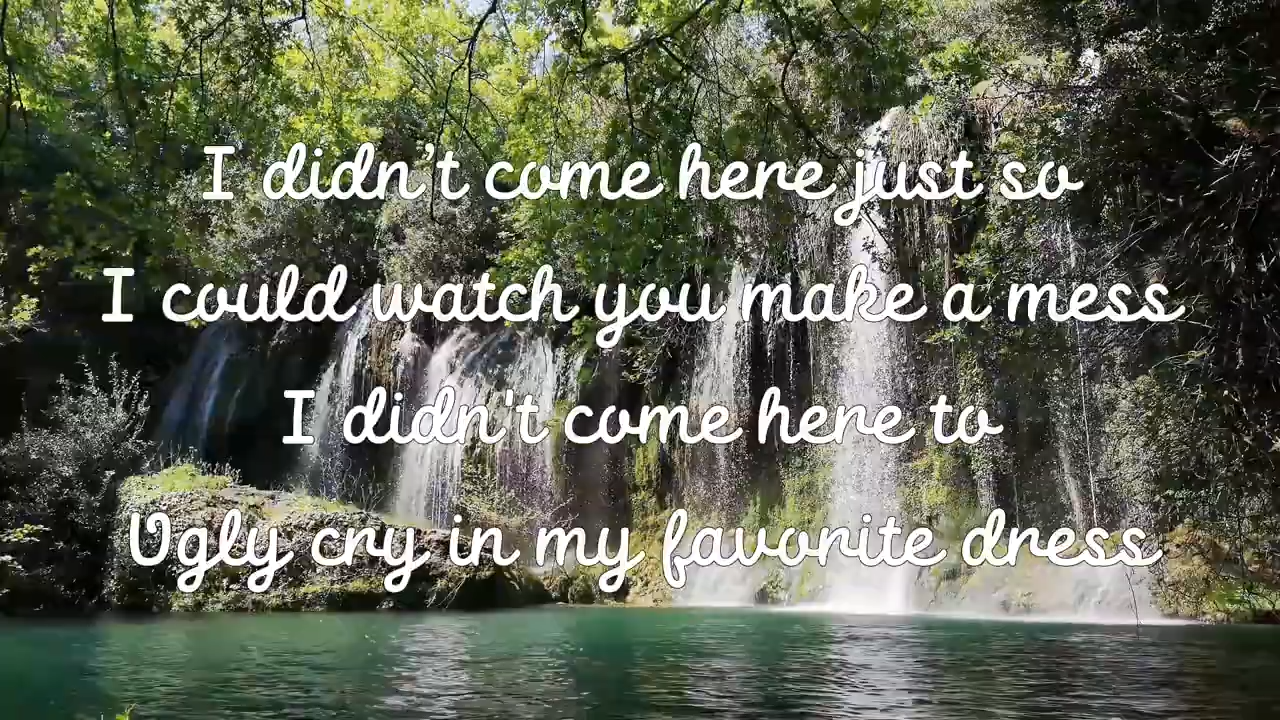 I didn’t come here just so
I could watch you make a mess
I didn't come here to
Ugly cry in my favorite dress